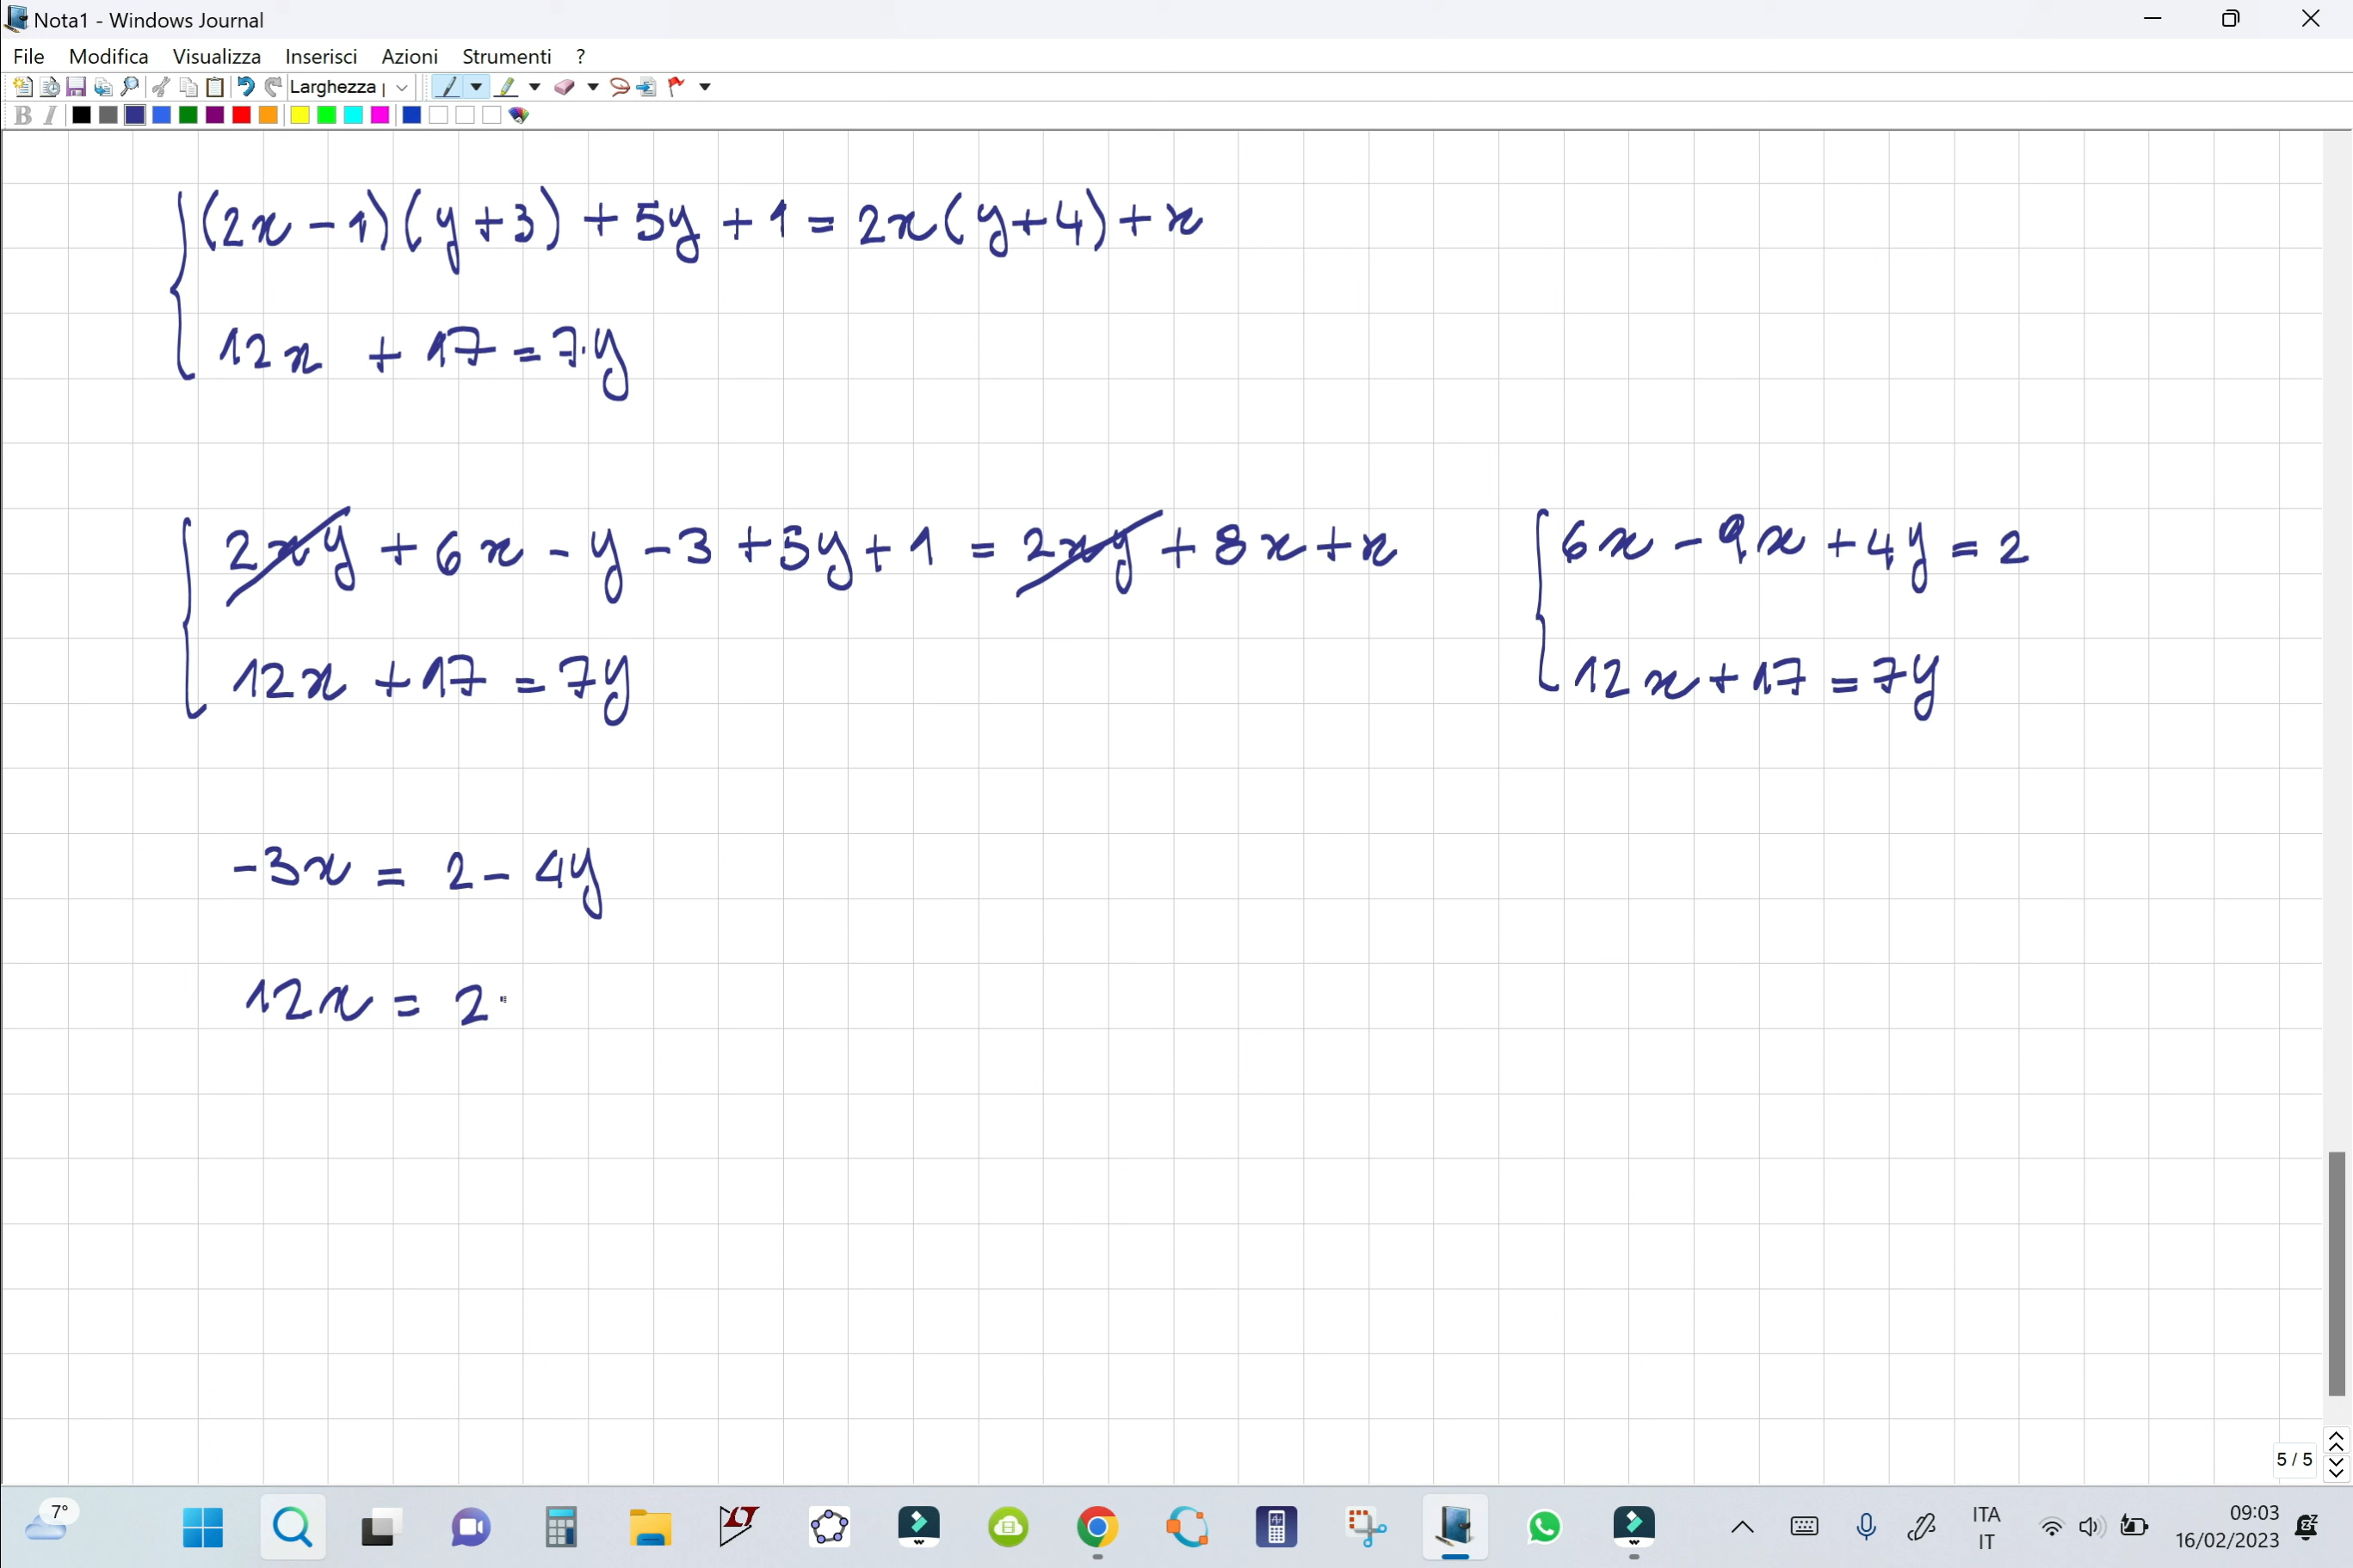 Nota1 - Windows Journal
File Modifica Visualizza Inserisci Azioni Strumenti ?
Larghezza
B I
(2x - 1)(y + 3) + 5y + 1 = 2x(y + 4) + x
12x + 17 = 7·y
2xy + 6x - y - 3 + 5y + 1 = 2xy + 8x + x
12x + 17 = 7y
6x - 9x + 4y = 2
12x + 17 = 7y
-3x = 2 - 4y
12x = 2
5 / 5
7°
ITA
IT
09:03
16/02/2023